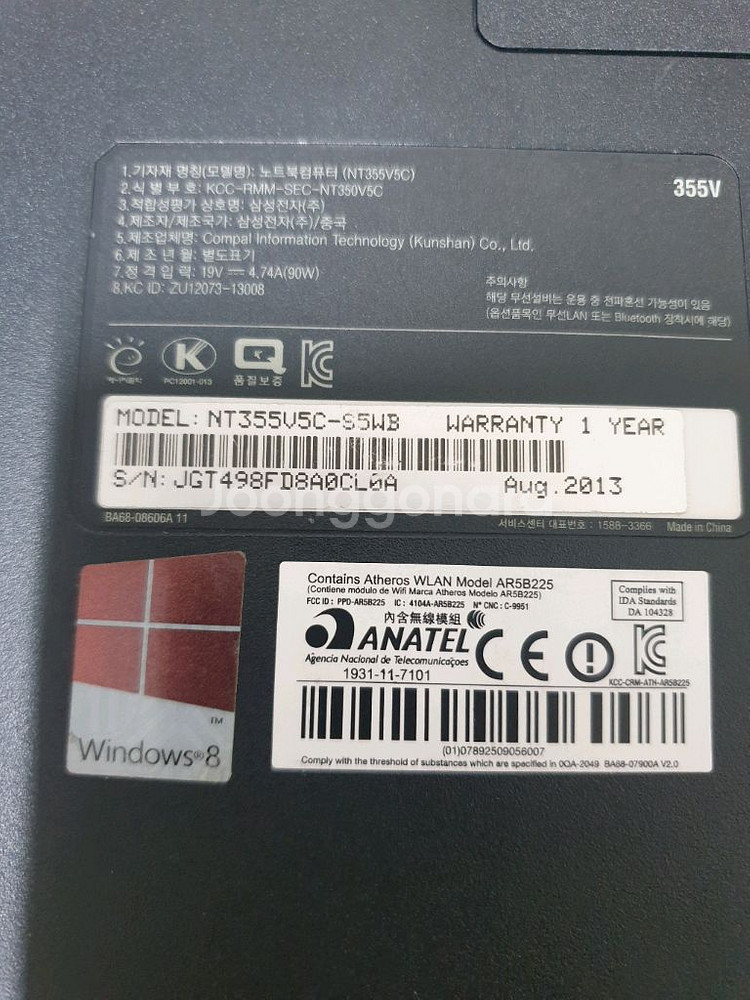 1.기자재 명칭(모델명): 노트북컴퓨터 (NT355V5C)
2.식 별 부 호: KCC-RMM-SEC-NT350V5C
3.적합성평가 상호명: 삼성전자(주)
4.제조자/제조국가: 삼성전자(주)/중국
5.제조업체명: Compal Information Technology (Kunshan) Co., Ltd.
6.제 조 년 월: 별도표기
7.정 격 입 력: 19V ⎓ 4.74A(90W)
8.KC ID: ZU12073-13008
355V
주의사항
해당 무선설비는 운용 중 전파혼선 가능성이 있음
(옵션품목인 무선LAN 또는 Bluetooth 장착시에 해당)
K
PC12001-013
Q
품질보증
MODEL: NT355V5C-S5WB WARRANTY 1 YEAR
S/N: JGT498FD8A0CL0A Aug.2013
Joonggonara
BA68-08606A 11
서비스센터 대표번호 : 1588-3366 Made in China
Windows®8
TM
Contains Atheros WLAN Model AR5B225
(Contiene módulo de Wifi Marca Atheros Modelo AR5B225)
FCC ID : PPD-AR5B225 IC : 4104A-AR5B225 N° CNC : C-9951
Complies with
IDA Standards
DA 104328
內含無線模組
ANATEL
Agência Nacional de Telecomunicações
1931-11-7101
CE
KCC-CRM-ATH-AR5B225
(01)07892509056007
Comply with the threshold of substances which are specified in 0QA-2049 BA68-07900A V2.0